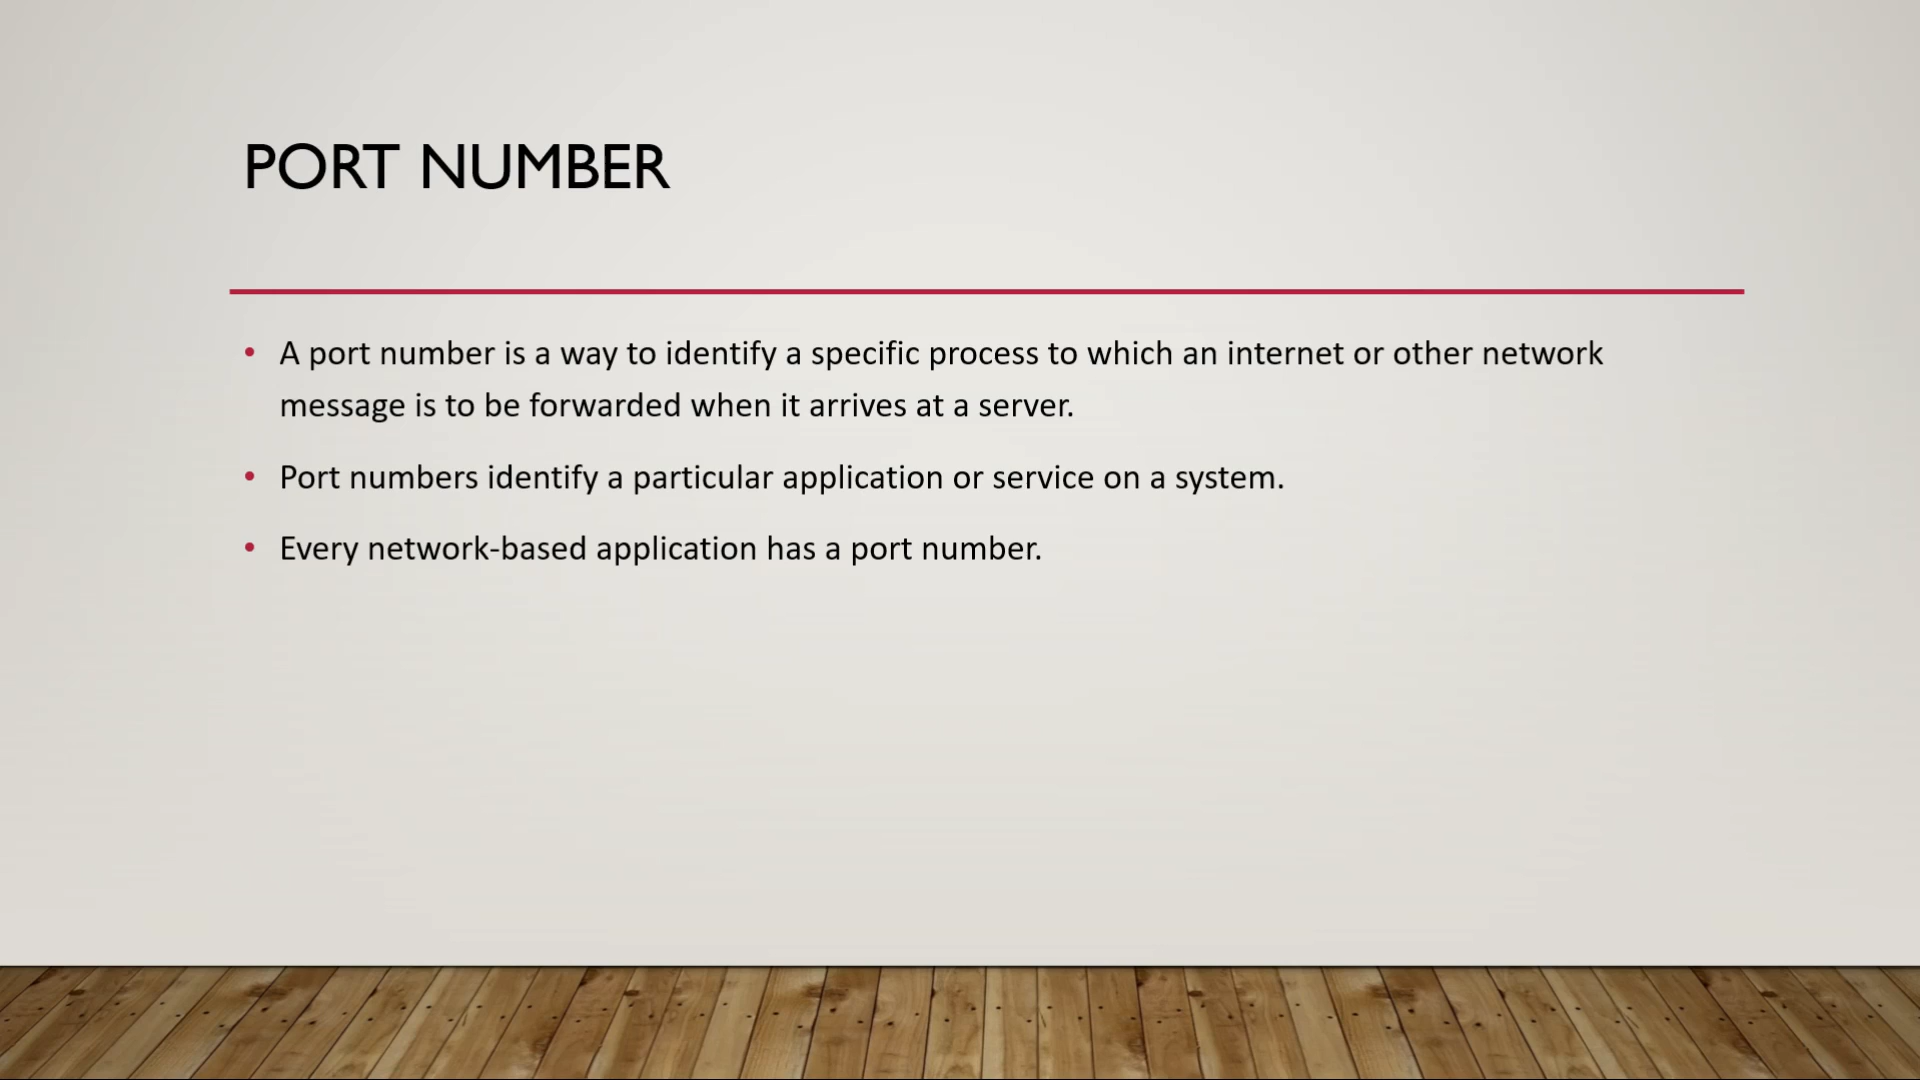 PORT NUMBER
• A port number is a way to identify a specific process to which an internet or other network
message is to be forwarded when it arrives at a server.
• Port numbers identify a particular application or service on a system.
• Every network-based application has a port number.